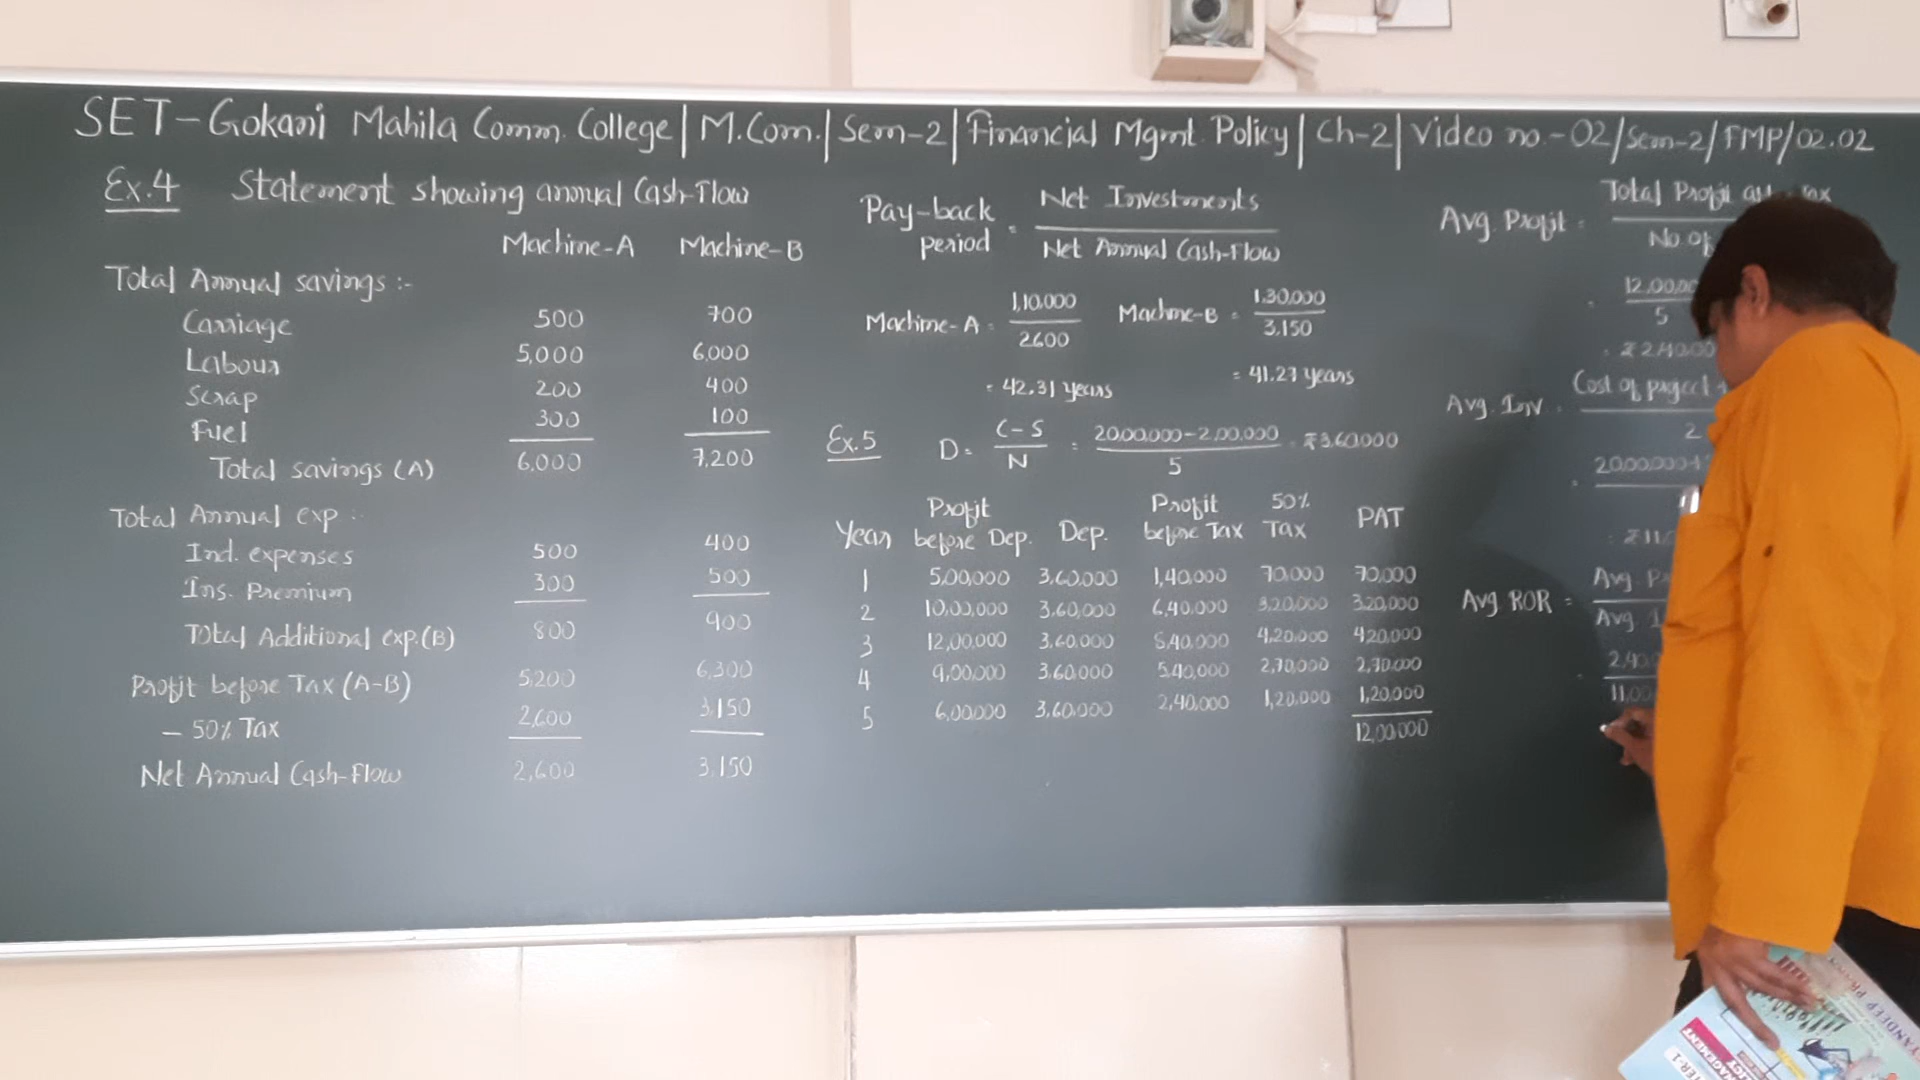 SET-Gokani Mahila Comm. College | M.Com. | Sem-2 | Financial Mgmt. Policy | Ch-2 | Video no.-02/Sem-2/FMP/02.02
Ex.4 Statement showing annual Cash-Flow
Machine-A Machine-B
Total Annual savings :-
Carriage 500 700
Labour 5,000 6,000
Scrap 200 400
Fuel 300 100
Total savings (A) 6,000 7,200
Total Annual exp :-
Ind. expenses 500 400
Ins. Premium 300 500
Total Additional exp.(B) 800 900
Profit before Tax (A-B) 5,200 6,300
- 50% Tax 2,600 3,150
Net Annual Cash-Flow 2,600 3,150
Pay-back period = Net Investments
Net Annual Cash-Flow
Machine-A = 1,10,000 Machine-B = 1,30,000
2600 3,150
= 42.31 years = 41.27 years
Ex.5 D = C-S = 20,00,000-2,00,000 = ₹3,60,000
N 5
Year Profit before Dep. Dep. Profit before Tax 50% Tax PAT
1 5,00,000 3,60,000 1,40,000 70,000 70,000
2 10,00,000 3,60,000 6,40,000 3,20,000 3,20,000
3 12,00,000 3,60,000 8,40,000 4,20,000 4,20,000
4 9,00,000 3,60,000 5,40,000 2,70,000 2,70,000
5 6,00,000 3,60,000 2,40,000 1,20,000 1,20,000
12,00,000
Avg. Profit = Total Profit
No. of
5
Avg. Inv. = Cost of project
2
20,00,000+
Avg. ROR =
Avg.
Avg.